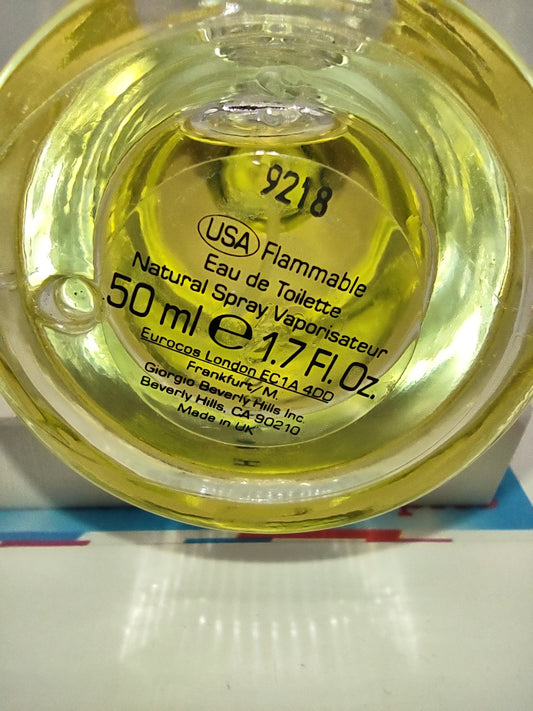 9218
USA Flammable
Eau de Toilette
Natural Spray Vaporisateur
50 ml e 1.7 Fl. Oz.
Eurocos London EC1A 4DD
Frankfurt/M.
Giorgio Beverly Hills Inc.
Beverly Hills, CA 90210
Made in UK
H